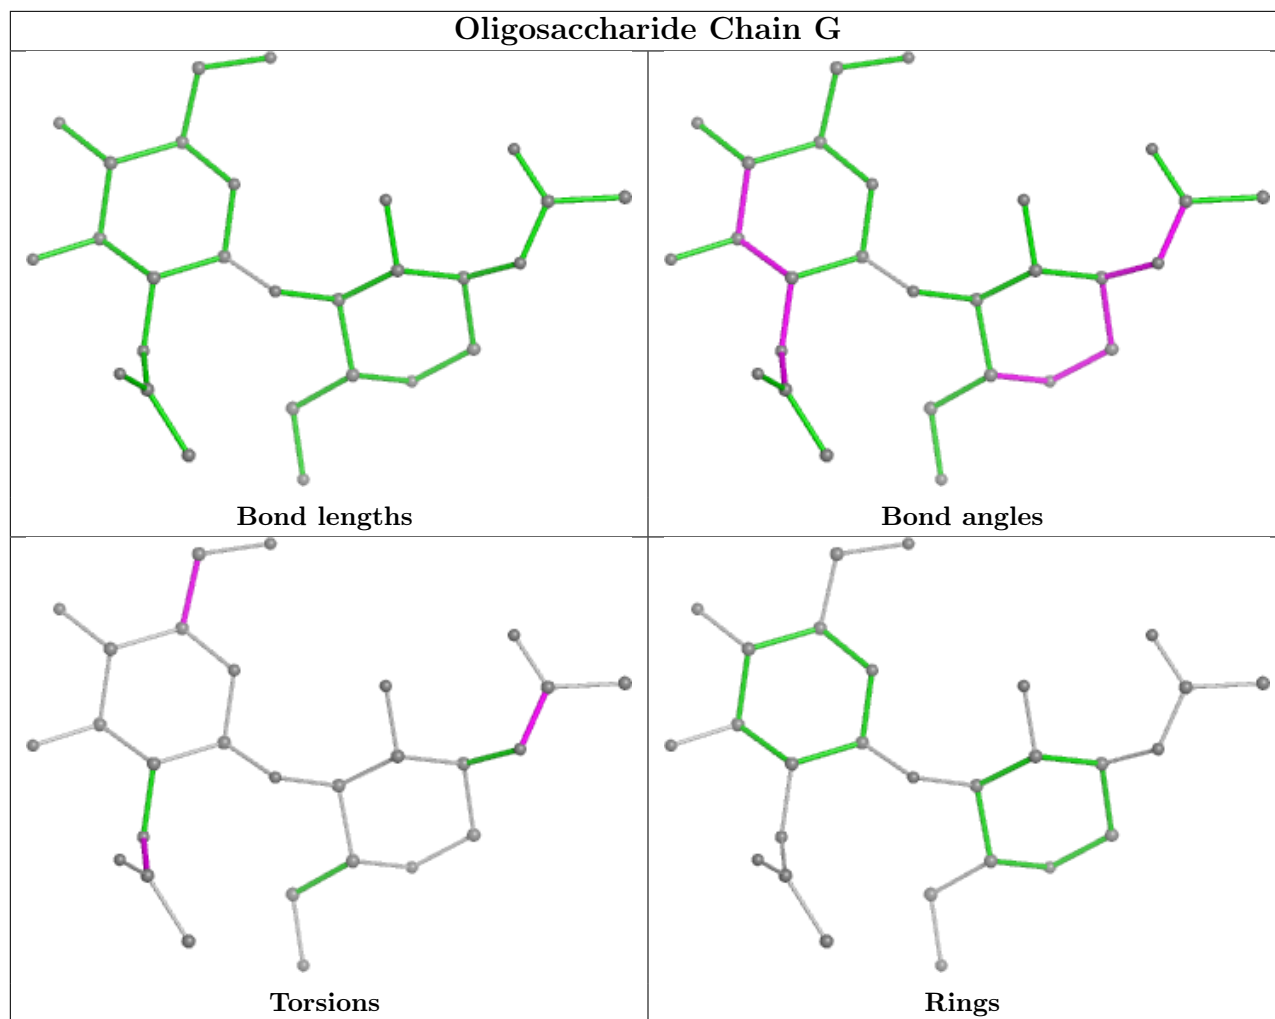 Oligosaccharide Chain G
Bond lengths
Bond angles
Torsions
Rings